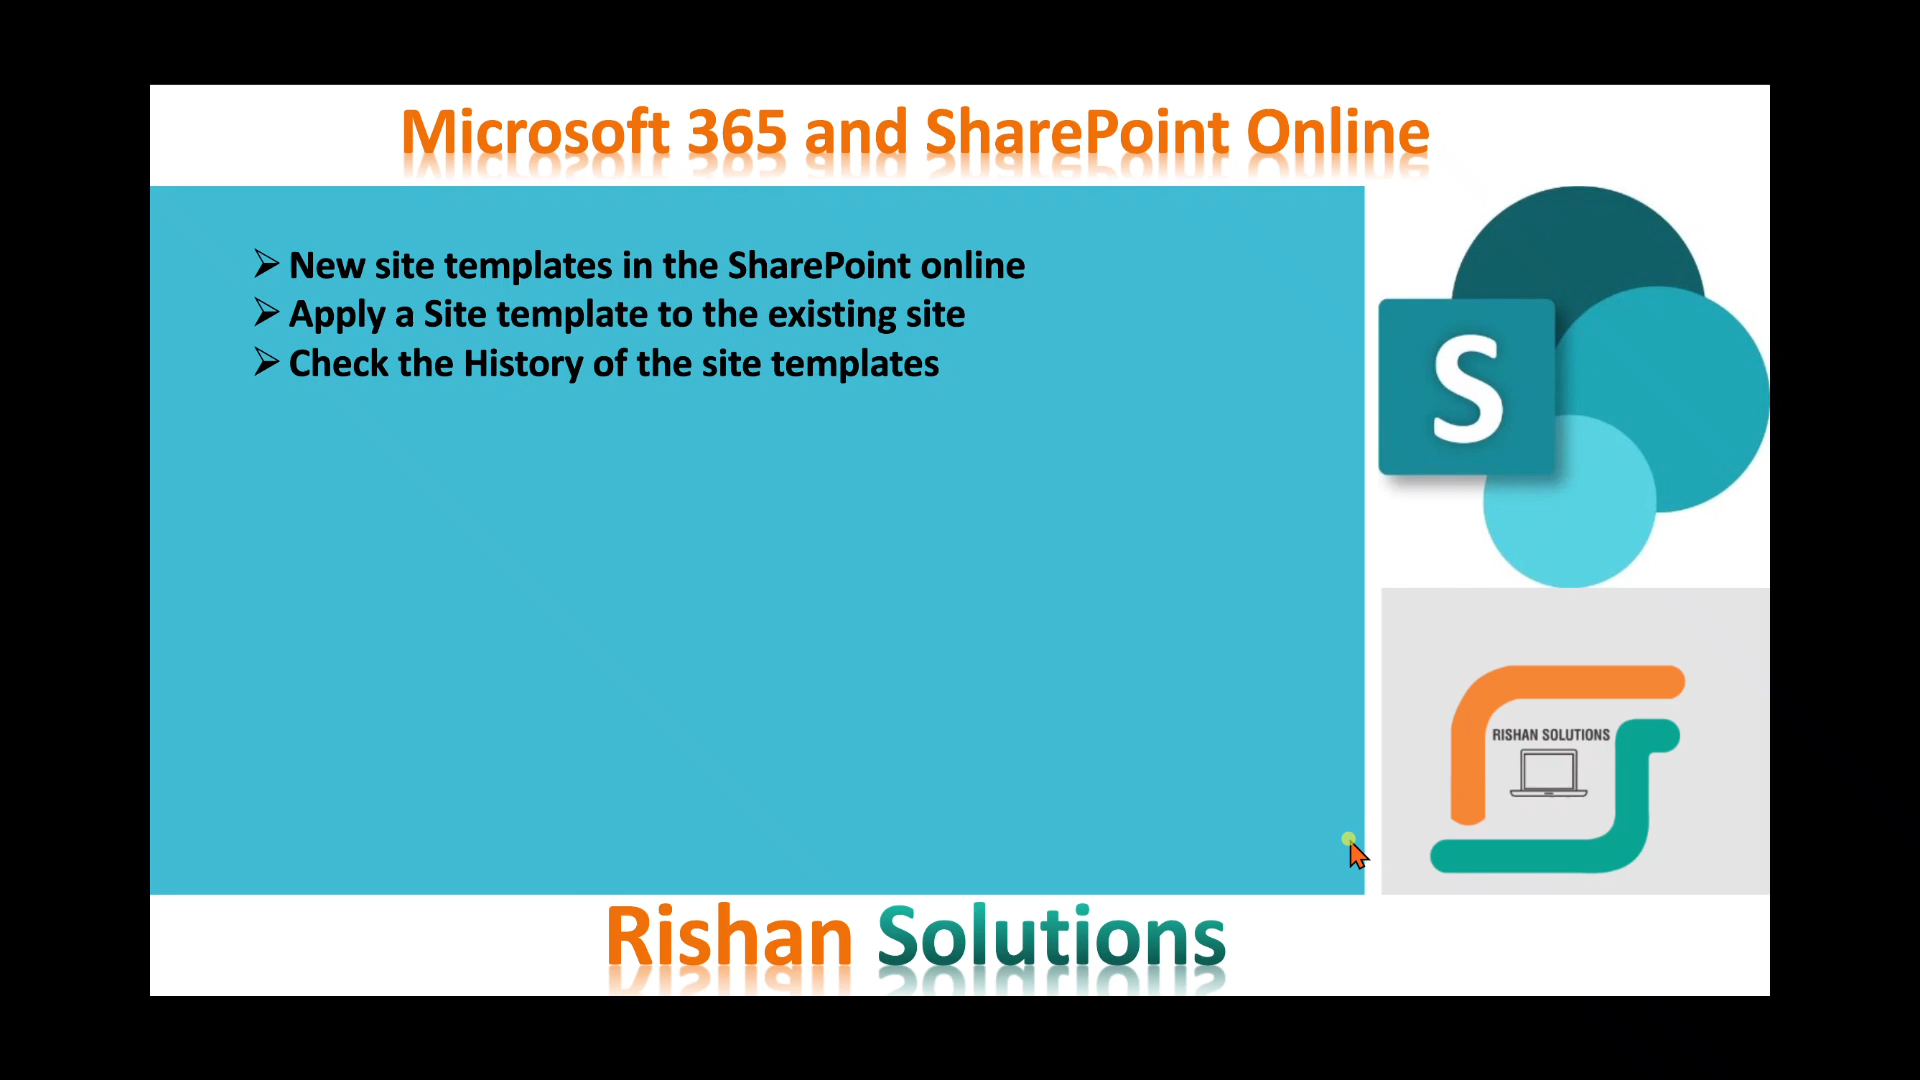 Microsoft 365 and SharePoint Online
➢ New site templates in the SharePoint online
➢ Apply a Site template to the existing site
➢ Check the History of the site templates
S
RISHAN SOLUTIONS
Rishan Solutions